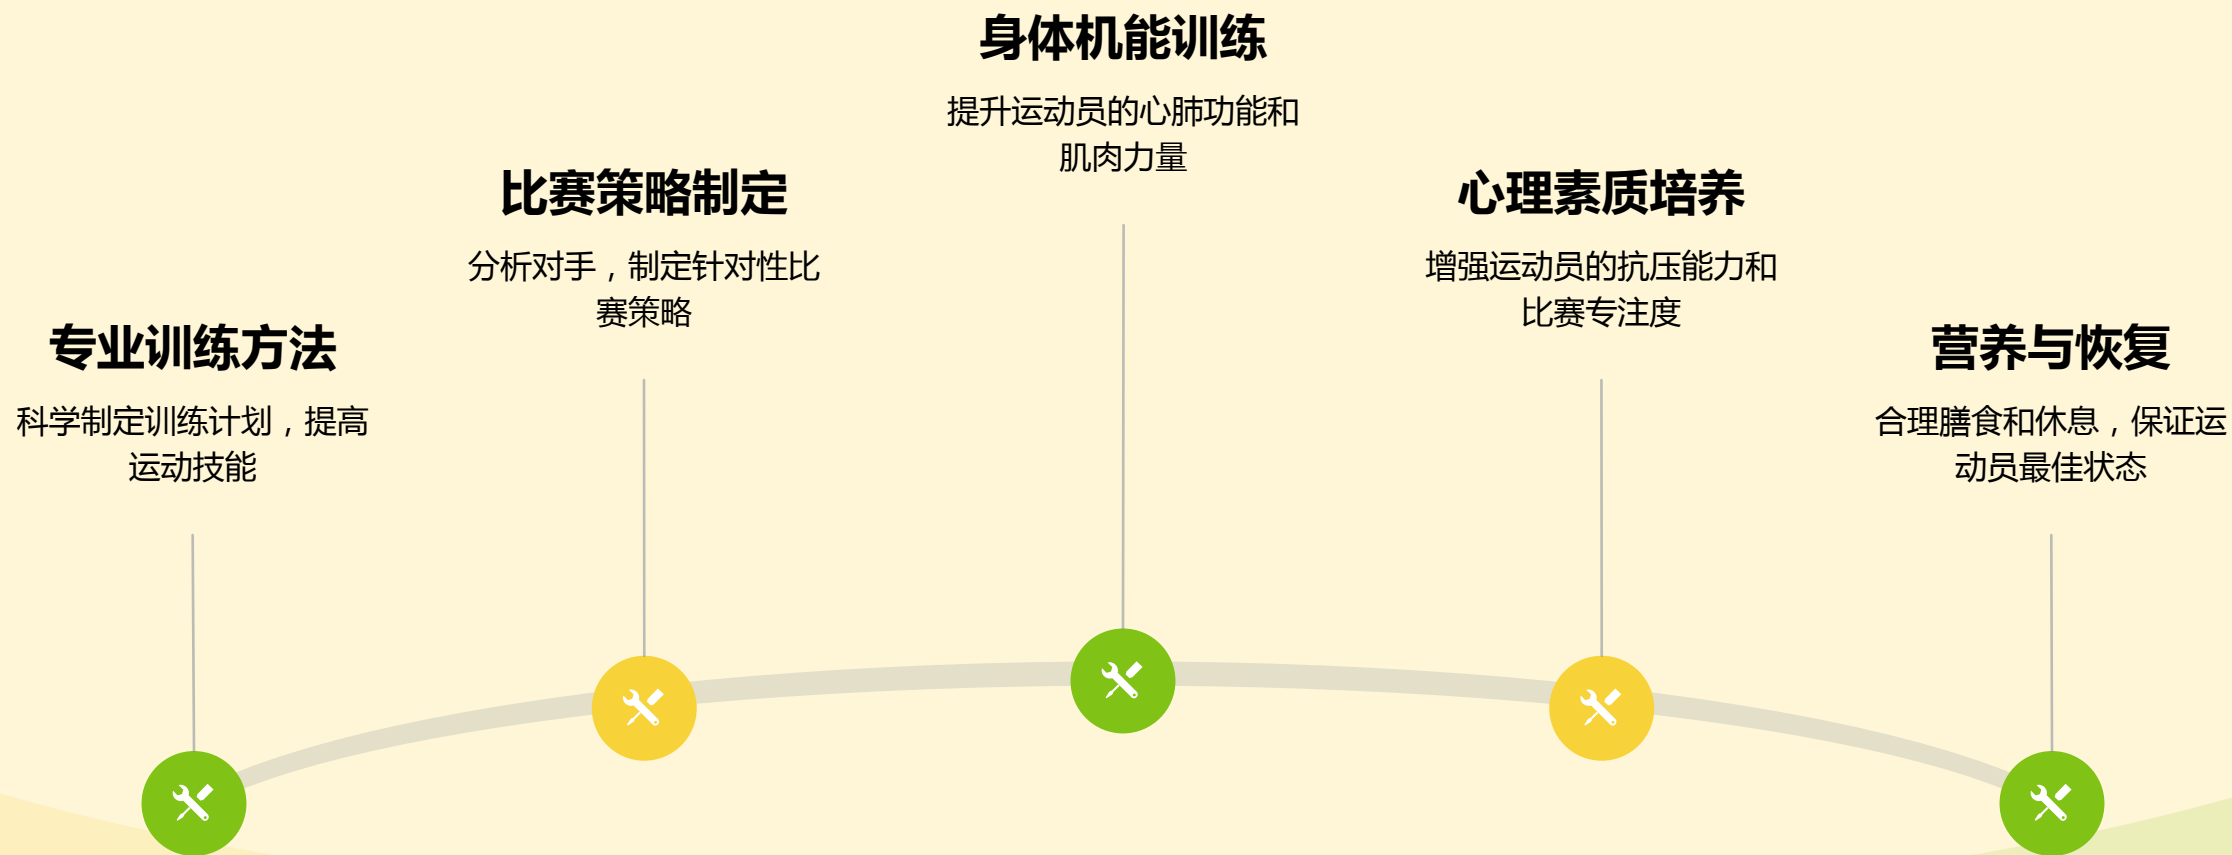 专业训练方法
科学制定训练计划，提高
运动技能
比赛策略制定
分析对手，制定针对性比
赛策略
身体机能训练
提升运动员的心肺功能和
肌肉力量
心理素质培养
增强运动员的抗压能力和
比赛专注度
营养与恢复
合理膳食和休息，保证运
动员最佳状态